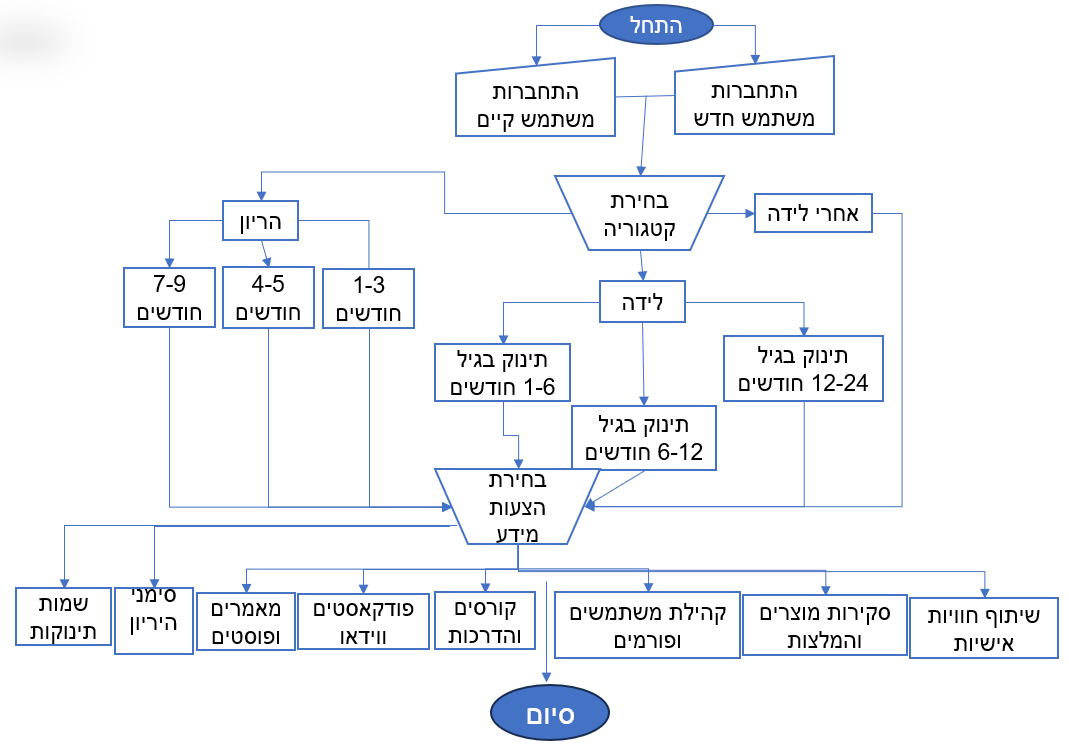 התחל
התחברות
משתמש חדש
התחברות
משתמש קיים
בחירת
קטגוריה
אחרי לידה
הריון
1-3
חודשים
4-5
חודשים
7-9
חודשים
לידה
תינוק בגיל
12-24 חודשים
תינוק בגיל
1-6 חודשים
תינוק בגיל
6-12 חודשים
בחירת
הצעות
מידע
שיתוף חוויות
אישיות
סקירות מוצרים
והמלצות
קהילת משתמשים
ופורמים
קורסים
והדרכות
פודקאסטים
ווידאו
מאמרים
ופוסטים
סימני
היריון
שמות
תינוקות
סיום